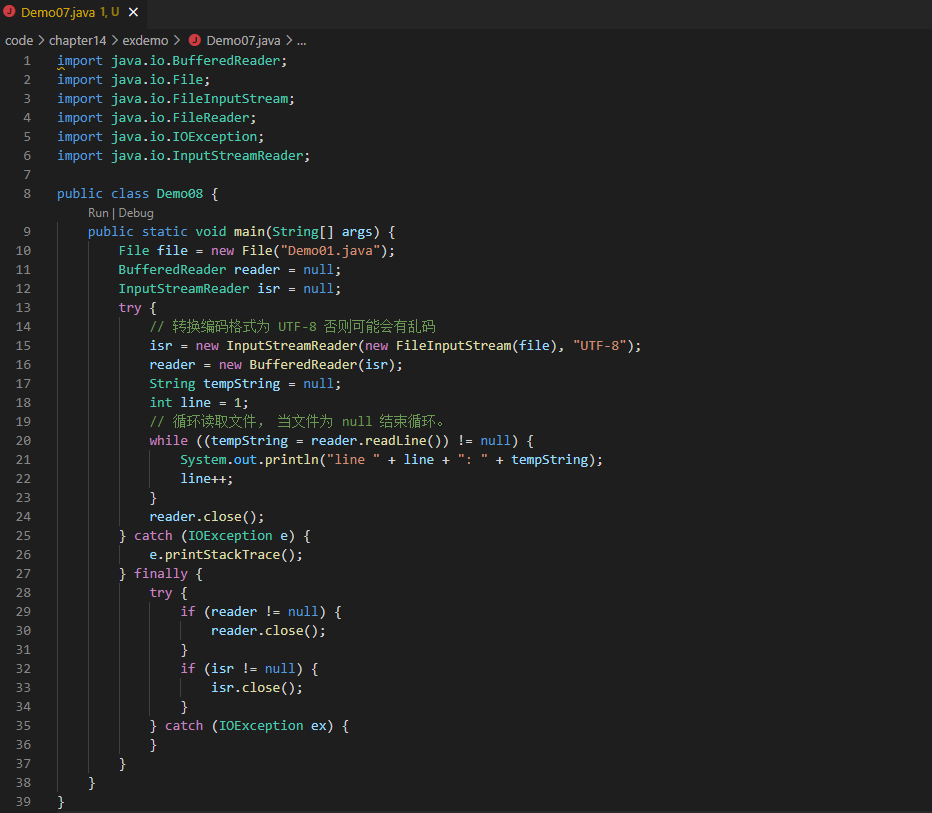 Demo07.java 1, U ×
code > chapter14 > exdemo > Demo07.java > ...
1 import java.io.BufferedReader;
2 import java.io.File;
3 import java.io.FileInputStream;
4 import java.io.FileReader;
5 import java.io.IOException;
6 import java.io.InputStreamReader;
7
8 public class Demo08 {
Run | Debug
9 public static void main(String[] args) {
10 File file = new File("Demo01.java");
11 BufferedReader reader = null;
12 InputStreamReader isr = null;
13 try {
14 // 转换编码格式为 UTF-8 否则可能会有乱码
15 isr = new InputStreamReader(new FileInputStream(file), "UTF-8");
16 reader = new BufferedReader(isr);
17 String tempString = null;
18 int line = 1;
19 // 循环读取文件, 当文件为 null 结束循环。
20 while ((tempString = reader.readLine()) != null) {
21 System.out.println("line " + line + ": " + tempString);
22 line++;
23 }
24 reader.close();
25 } catch (IOException e) {
26 e.printStackTrace();
27 } finally {
28 try {
29 if (reader != null) {
30 reader.close();
31 }
32 if (isr != null) {
33 isr.close();
34 }
35 } catch (IOException ex) {
36 }
37 }
38 }
39 }